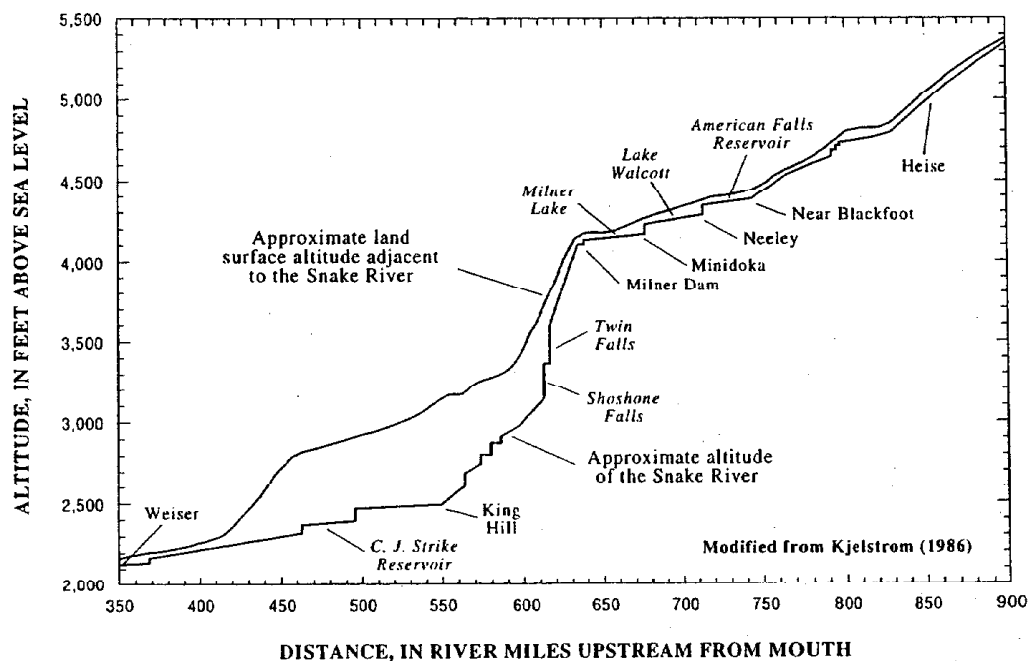 5,500
5,000
4,500
4,000
3,500
3,000
2,500
2,000
ALTITUDE, IN FEET ABOVE SEA LEVEL
American Falls
Reservoir
Lake
Walcott
Milner
Lake
Heise
Near Blackfoot
Neeley
Minidoka
Milner Dam
Approximate land
surface altitude adjacent
to the Snake River
Twin
Falls
Shoshone
Falls
Approximate altitude
of the Snake River
King
Hill
Weiser
C. J. Strike
Reservoir
Modified from Kjelstrom (1986)
350 400 450 500 550 600 650 700 750 800 850 900
DISTANCE, IN RIVER MILES UPSTREAM FROM MOUTH